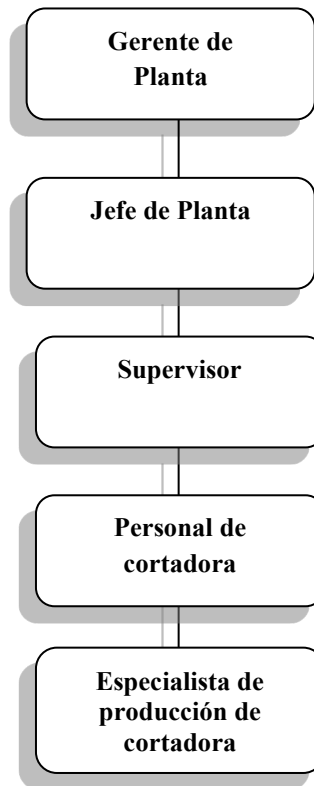 Gerente de
Planta
Jefe de Planta
Supervisor
Personal de
cortadora
Especialista de
producción de
cortadora